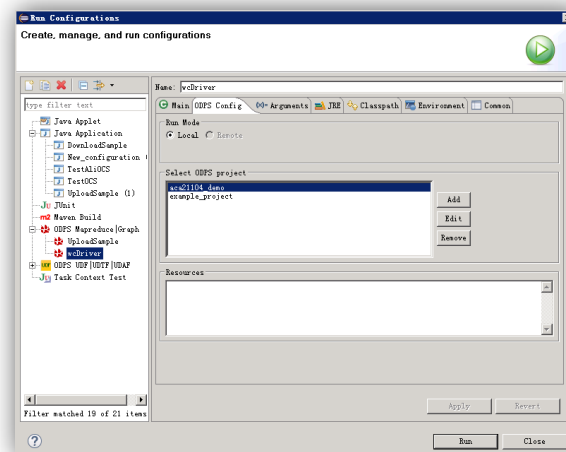 Run Configurations
Create, manage, and run configurations
type filter text
Java Applet
Java Application
DownloadSample
New_configuration
TestAliOCS
TestOCS
UploadSample (1)
JUnit
Maven Build
ODPS Mapreduce|Graph
UploadSample
wcDriver
ODPS UDF|UDTF|UDAF
Task Context Test
Filter matched 19 of 21 items
Name: wcDriver
Main ODPS Config Arguments JRE Classpath Environment Common
Run Mode
Local Remote
Select ODPS project
aca21104_demo
example_project
Add
Edit
Remove
Resources
Apply Revert
Run Close